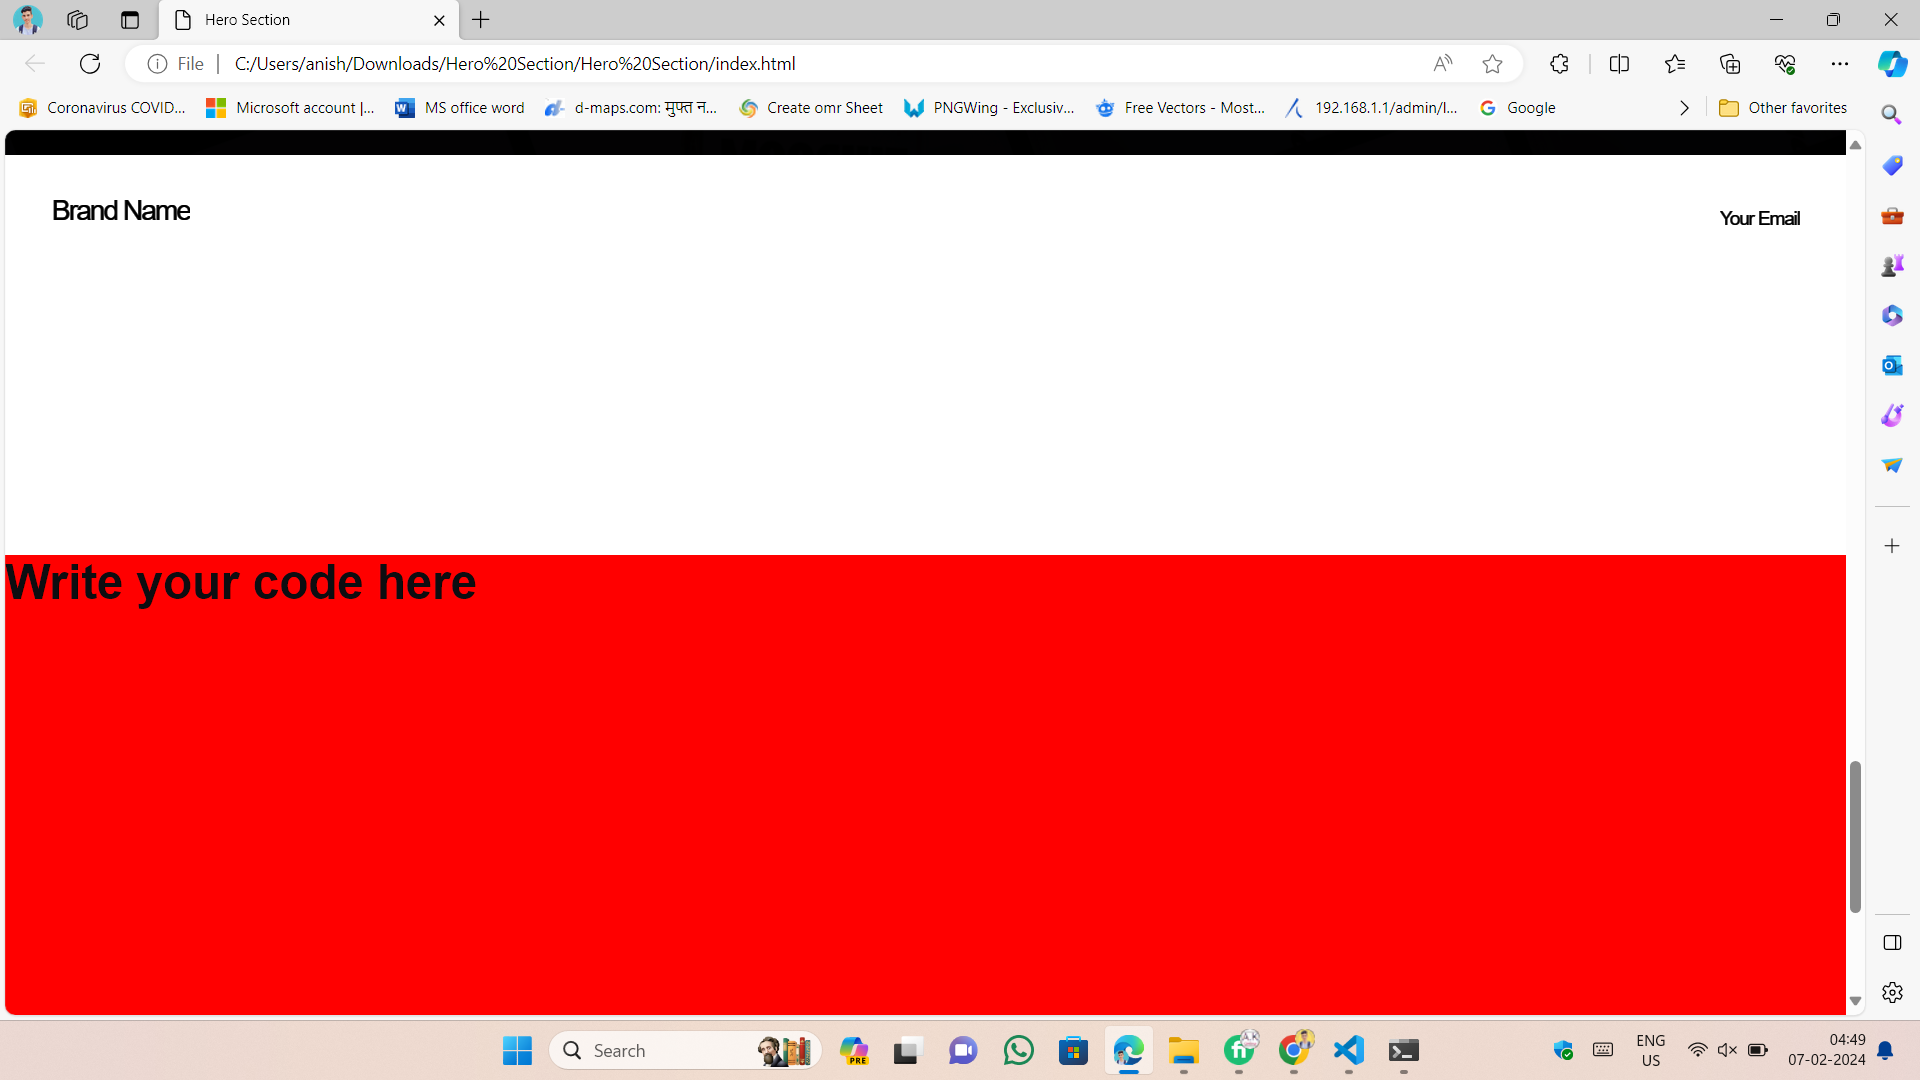 Hero Section
File
C:/Users/anish/Downloads/Hero%20Section/Hero%20Section/index.html
Coronavirus COVID...
Microsoft account |...
MS office word
d-maps.com: मुफ्त न...
Create omr Sheet
PNGWing - Exclusiv...
Free Vectors - Most...
192.168.1.1/admin/l...
Google
Other favorites
Brand Name
Your Email
Write your code here
Search
PRE
ENG
US
04:49
07-02-2024